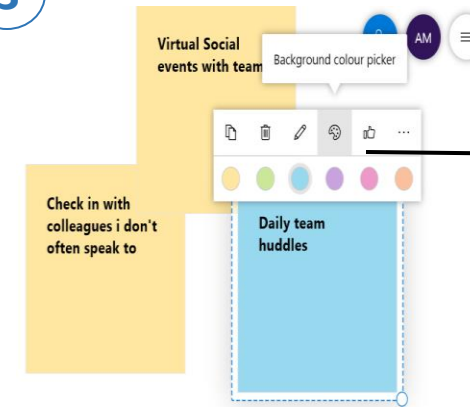 Virtual Social
events with team
Background colour picker
AM
Check in with
colleagues i don't
often speak to
Daily team
huddles